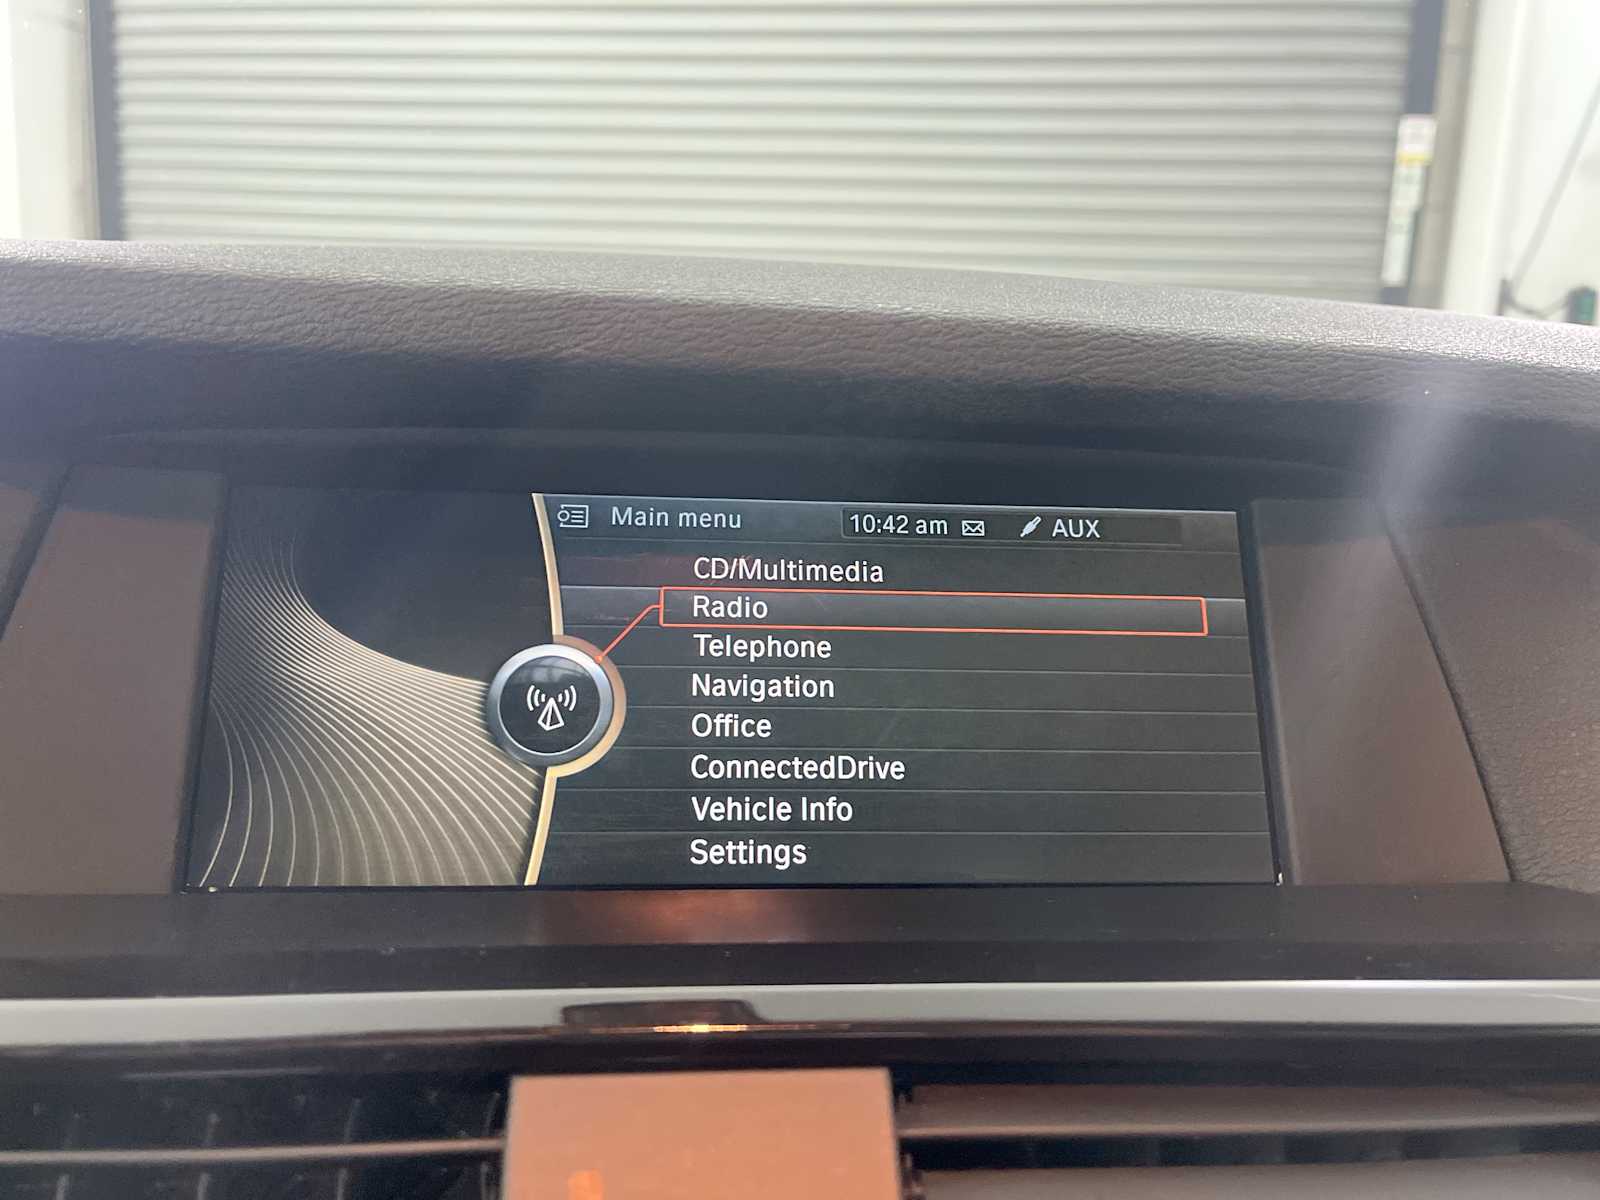 Main menu 10:42 am AUX
CD/Multimedia
Radio
Telephone
Navigation
Office
ConnectedDrive
Vehicle Info
Settings